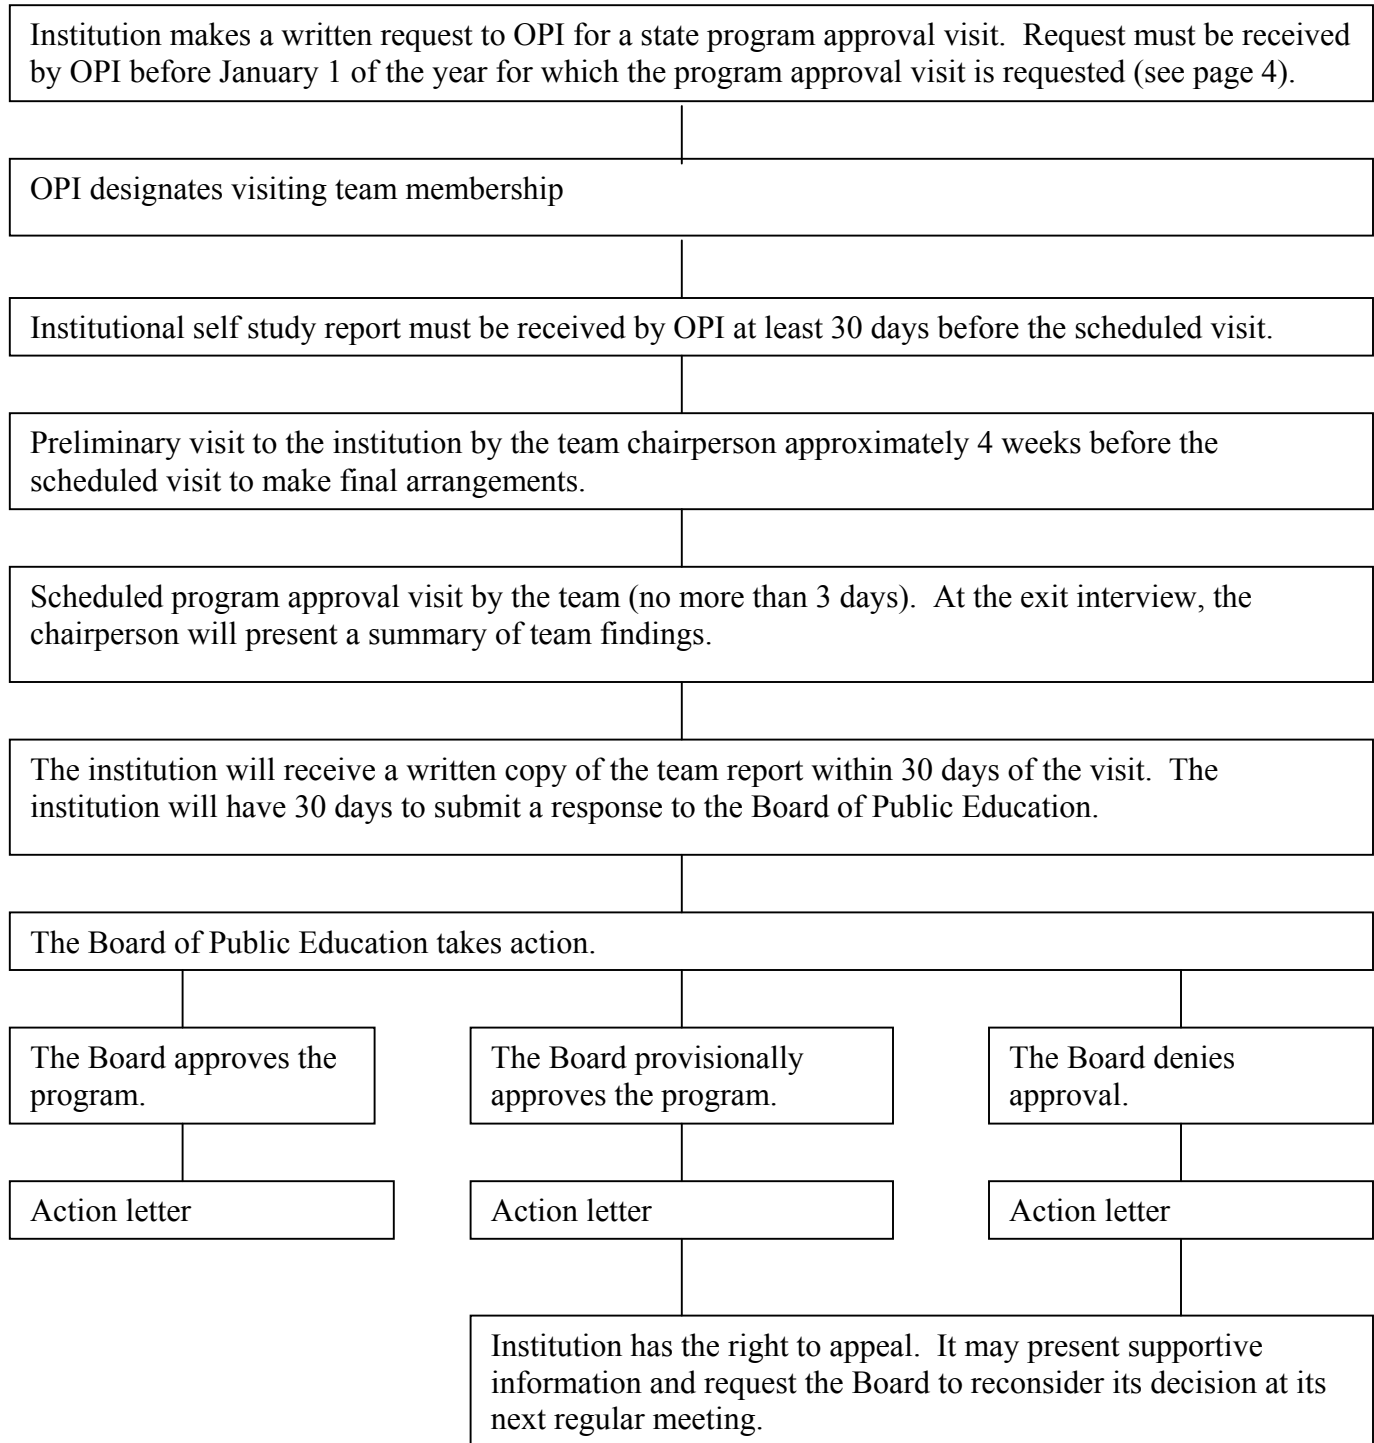 Institution makes a written request to OPI for a state program approval visit.  Request must be received
by OPI before January 1 of the year for which the program approval visit is requested (see page 4).
OPI designates visiting team membership
Institutional self study report must be received by OPI at least 30 days before the scheduled visit.
Preliminary visit to the institution by the team chairperson approximately 4 weeks before the
scheduled visit to make final arrangements.
Scheduled program approval visit by the team (no more than 3 days).  At the exit interview, the
chairperson will present a summary of team findings.
The institution will receive a written copy of the team report within 30 days of the visit.  The
institution will have 30 days to submit a response to the Board of Public Education.
The Board of Public Education takes action.
The Board approves the
program.
The Board provisionally
approves the program.
The Board denies
approval.
Action letter
Action letter
Action letter
Institution has the right to appeal.  It may present supportive
information and request the Board to reconsider its decision at its
next regular meeting.